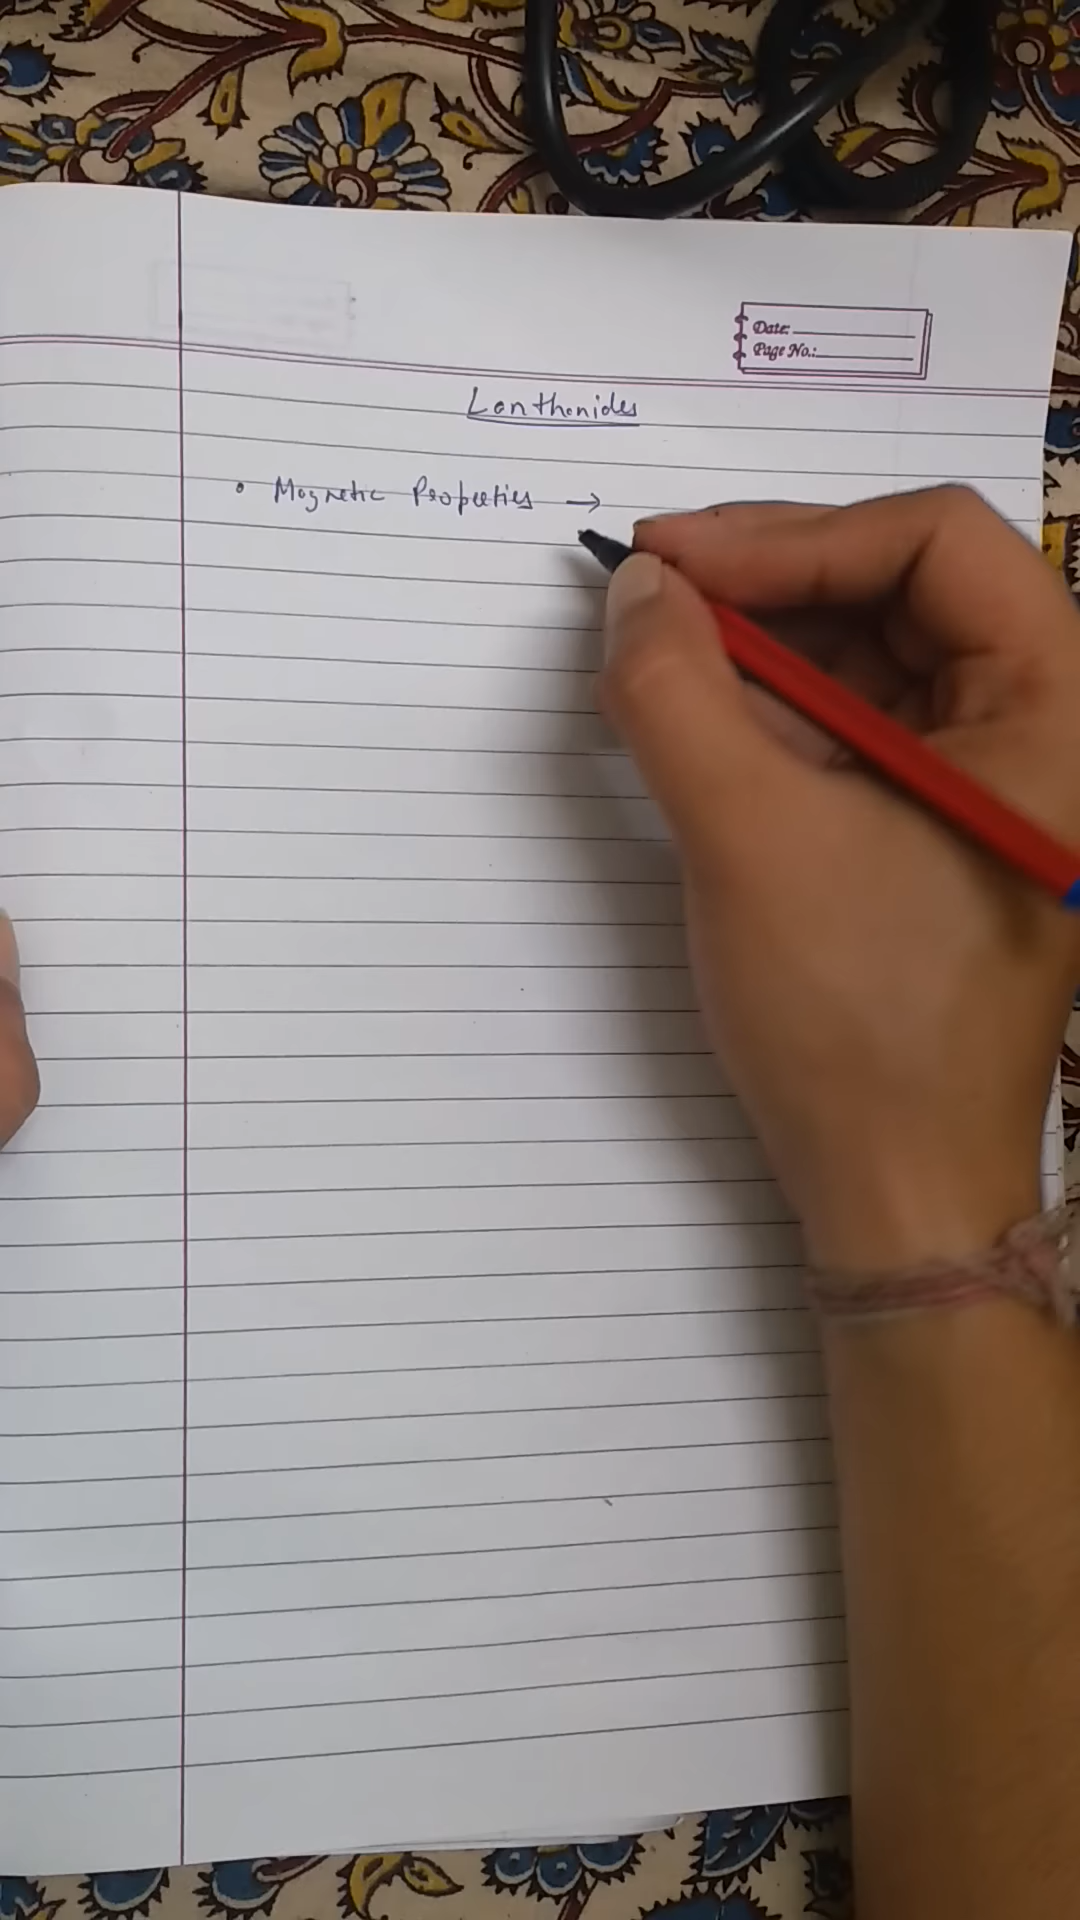 Date:
Page No.:
Lanthanides
• Magnetic Properties →